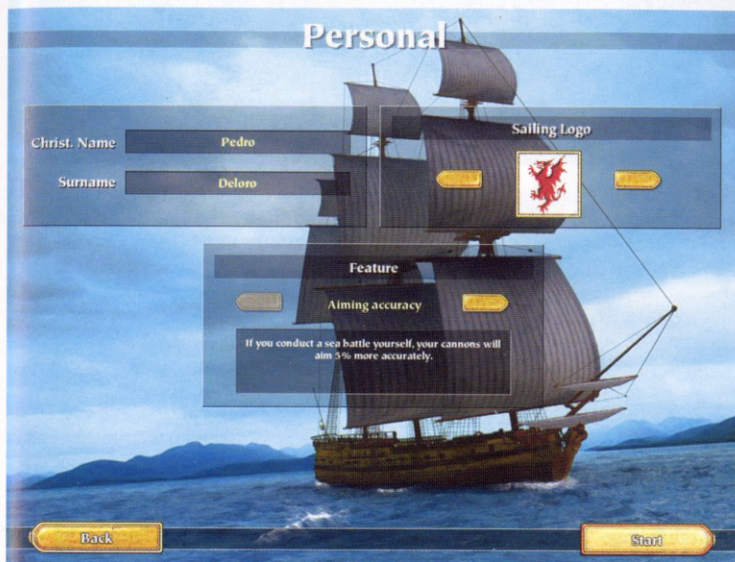 Personal
Christ. Name
Pedro
Surname
Deloro
Sailing Logo
Feature
Aiming accuracy
If you conduct a sea battle yourself, your cannons will
aim 5% more accurately.
Back
Start